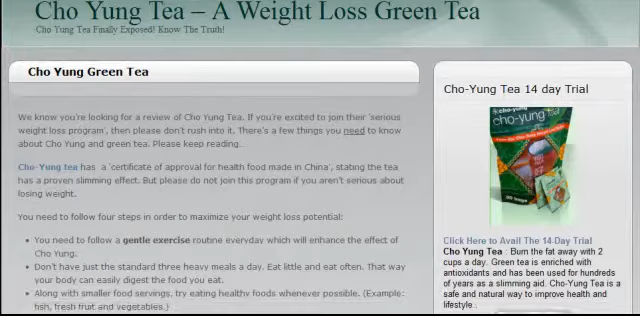 Cho Yung Tea – A Weight Loss Green Tea
Cho Yung Tea Finally Exposed! Know The Truth!
Cho Yung Green Tea
We know you're looking for a review of Cho Yung Tea. If you're excited to join their 'serious
weight loss program', then please don't rush into it. There's a few things you need to know
about Cho Yung and green tea. Please keep reading...
Cho-Yung tea has a 'certificate of approval for health food made in China', stating the tea
has a proven slimming effect. But please do not join this program if you aren't serious about
losing weight.
You need to follow four steps in order to maximize your weight loss potential:
You need to follow a gentle exercise routine everyday which will enhance the effect of
Cho Yung.
Don't have just the standard three heavy meals a day. Eat little and eat often. That way
your body can easily digest the food you eat.
Along with smaller food servings, try eating healthy foods whenever possible. (Example:
fish, fresh fruit and vegetables.)
Cho-Yung Tea 14 day Trial
cho-yung
cho-yung
Click Here to Avail The 14 Day Trial
Cho Yung Tea : Burn the fat away with 2
cups a day. Green tea is enriched with
antioxidants and has been used for hundreds
of years as a slimming aid. Cho-Yung Tea is a
safe and natural way to improve health and
lifestyle..